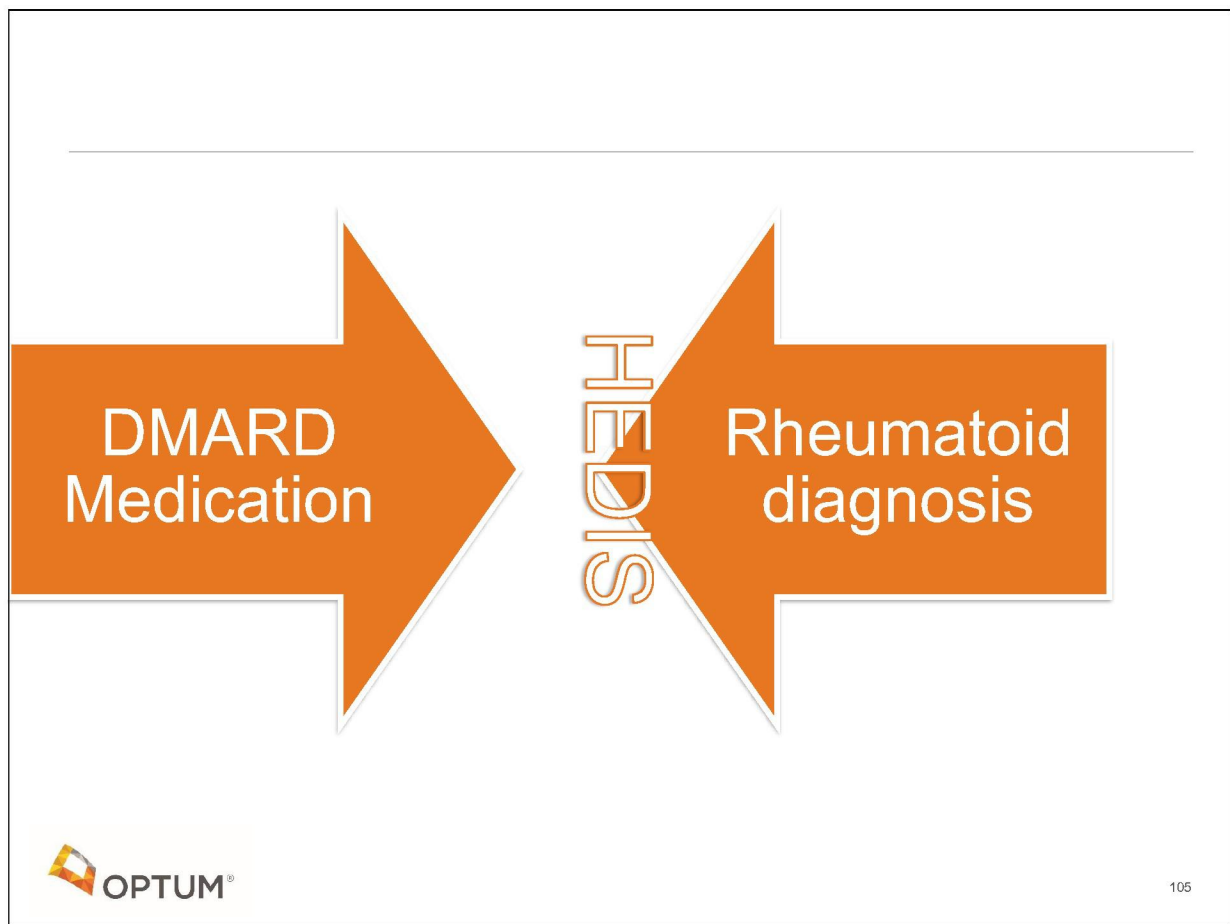 DMARD
Medication
HEDIS
Rheumatoid
diagnosis
OPTUM®
105